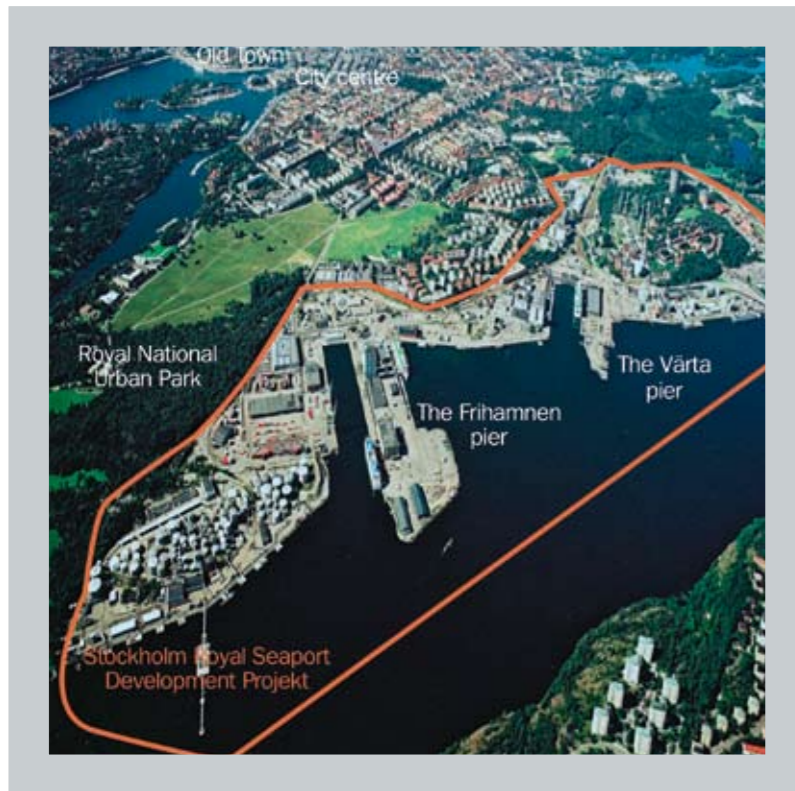 Old Town
City centre
Royal National
Urban Park
The Värta
pier
The Frihamnen
pier
Stockholm Royal Seaport
Development Projekt